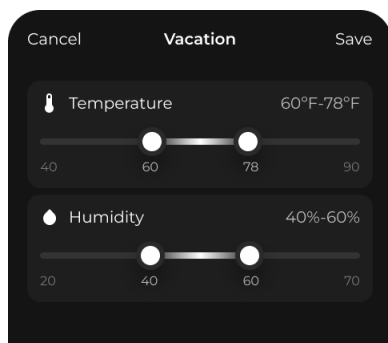 Cancel Vacation Save
Temperature 60°F-78°F
40 60 78 90
Humidity 40%-60%
20 40 60 70